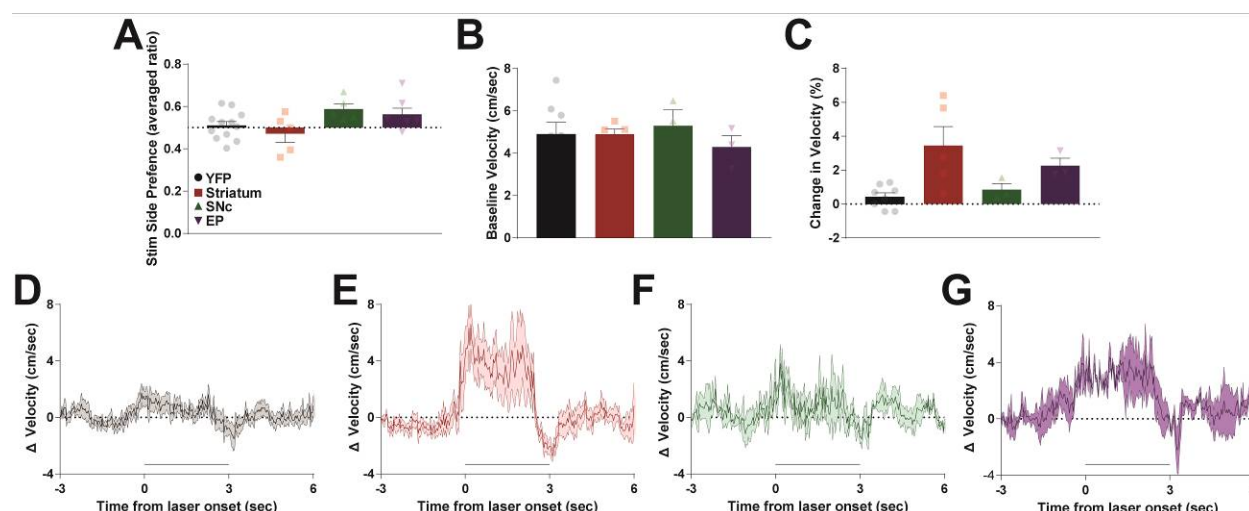 A
B
C
Stim Side Prefence (averaged ratio)
0.8
0.6
0.4
0.2
0.0
YFP
Striatum
SNc
EP
Baseline Velocity (cm/sec)
8
6
4
2
0
Change in Velocity (%)
8
6
4
2
0
-2
D
E
F
G
Δ Velocity (cm/sec)
8
4
0
-4
-3
0
3
6
Time from laser onset (sec)
Δ Velocity (cm/sec)
8
4
0
-4
-3
0
3
6
Time from laser onset (sec)
Δ Velocity (cm/sec)
8
4
0
-4
-3
0
3
6
Time from laser onset (sec)
Δ Velocity (cm/sec)
8
4
0
-4
-3
0
3
Time from laser onset (sec)